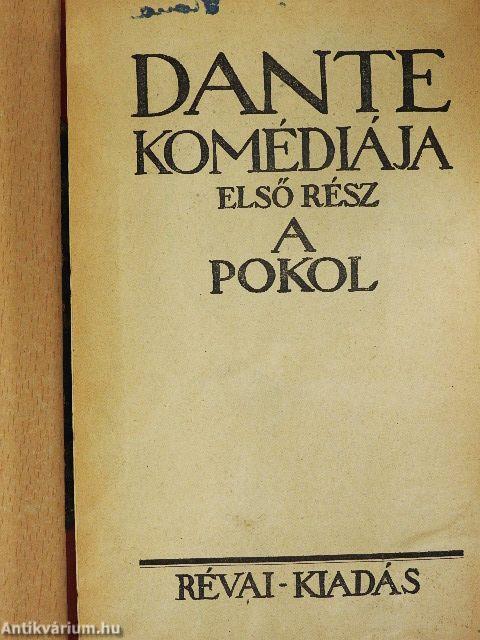 DANTE
KOMÉDIÁJA
ELSŐ RÉSZ
A
POKOL
RÉVAI-KIADÁS
Antikvárium.hu